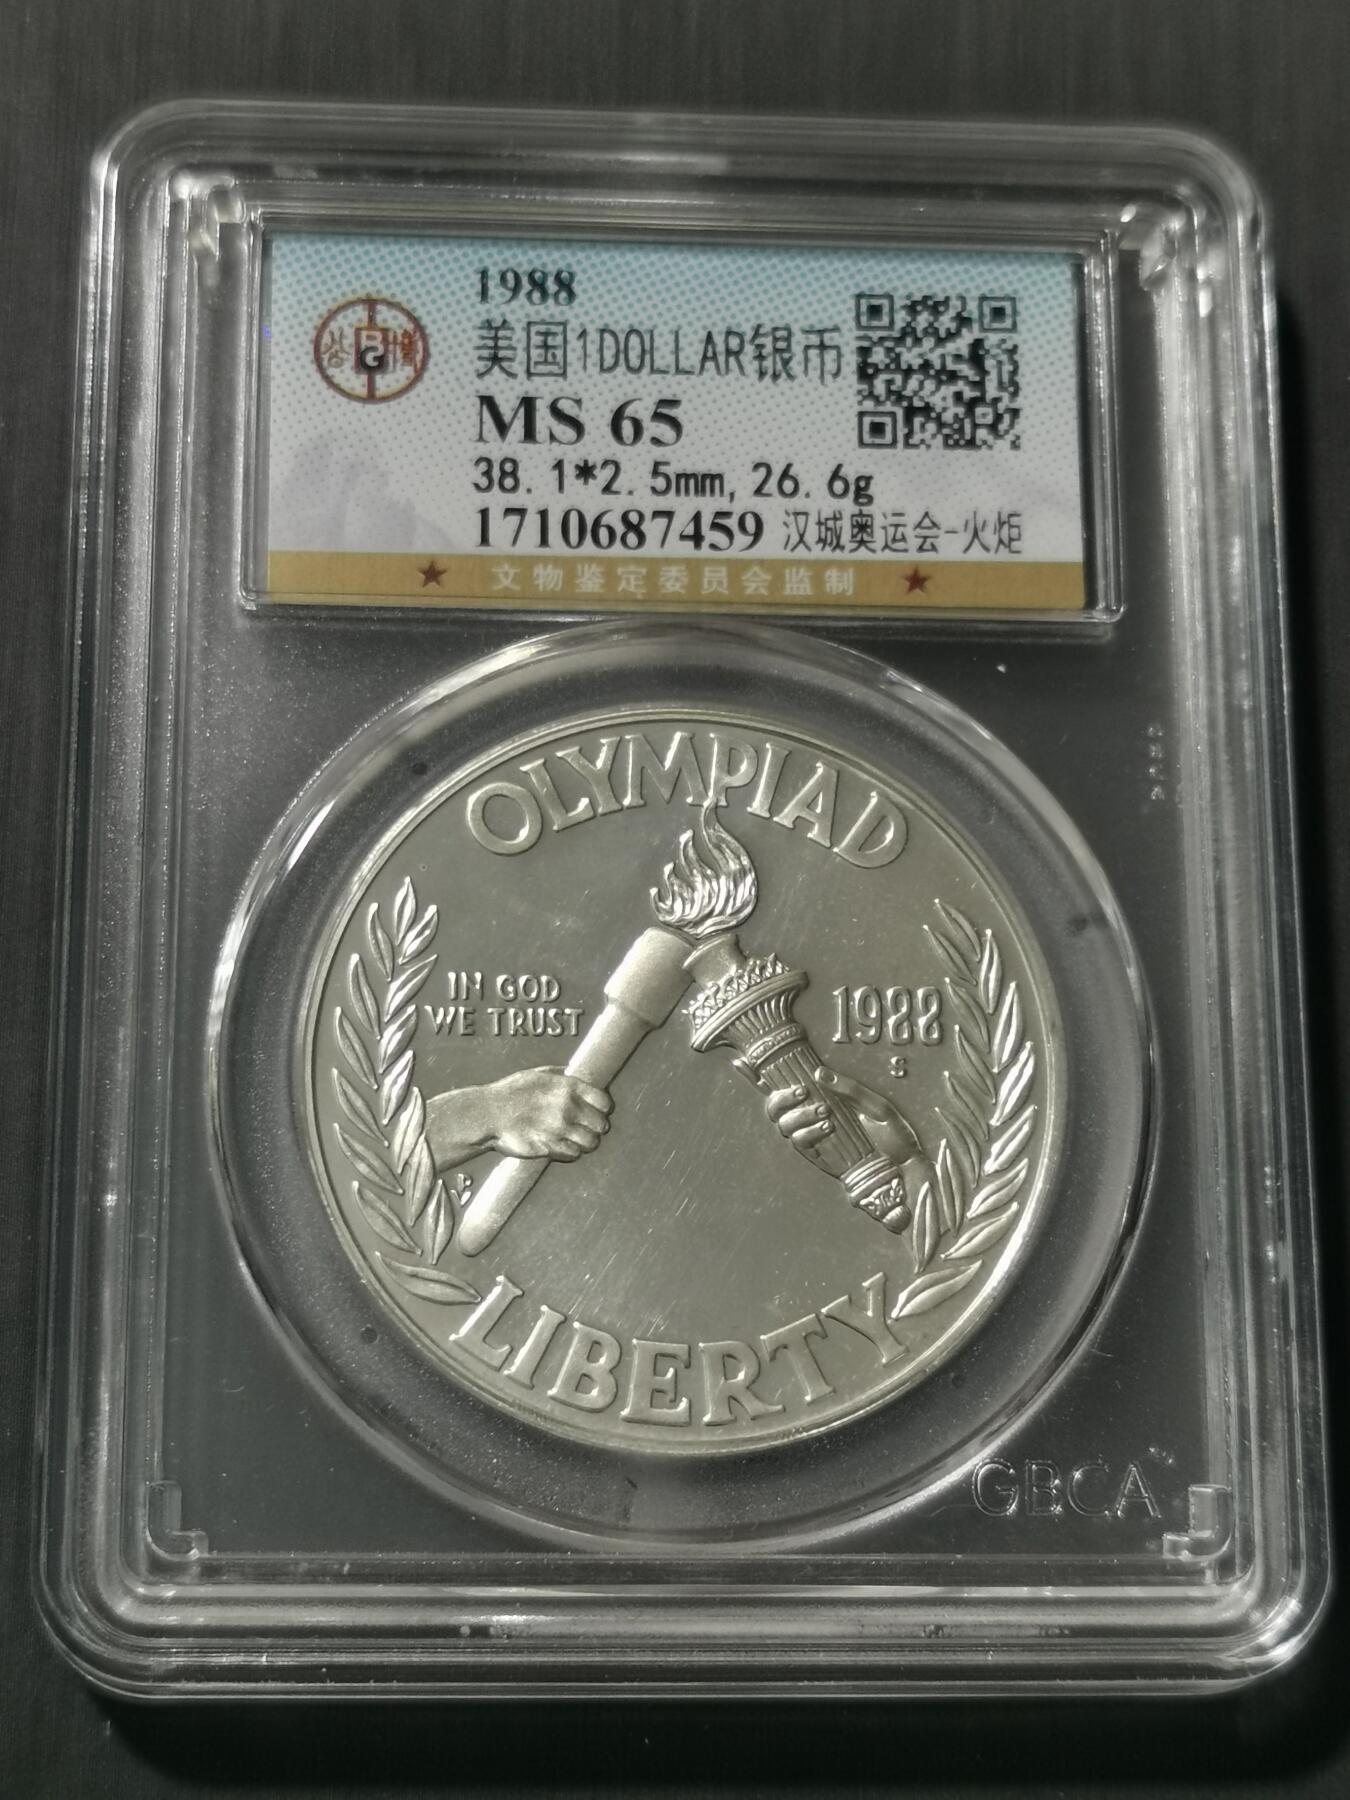 1988
美国1DOLLAR银币
MS 65
38.1*2.5mm,26.6g
1710687459 汉城奥运会-火炬
★ 文物鉴定委员会监制 ★
OLYMPIAD
IN GOD
WE TRUST
1988
S
LIBERTY
GBCA